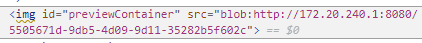 <img id="previewContainer" src="blob:http://172.20.240.1:8080/
5505671d-9db5-4d09-9d11-35282b5f602c"> == $0